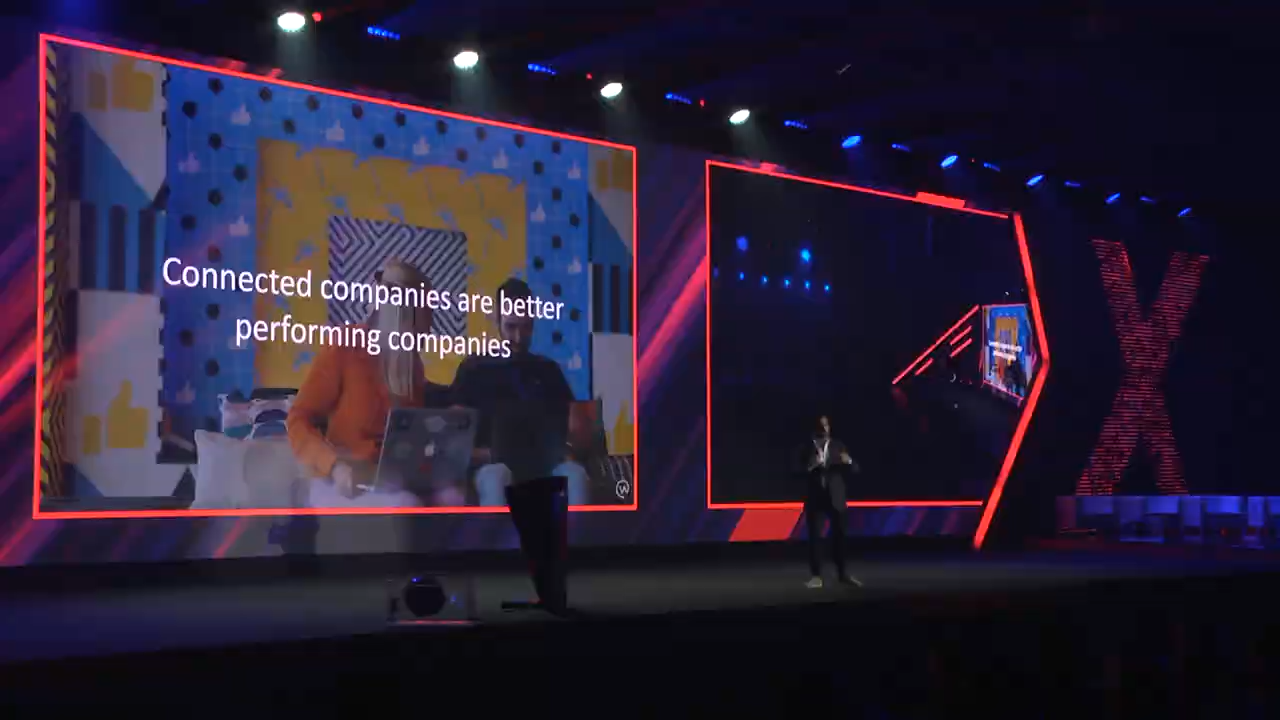 Connected companies are better
performing companies
W
X